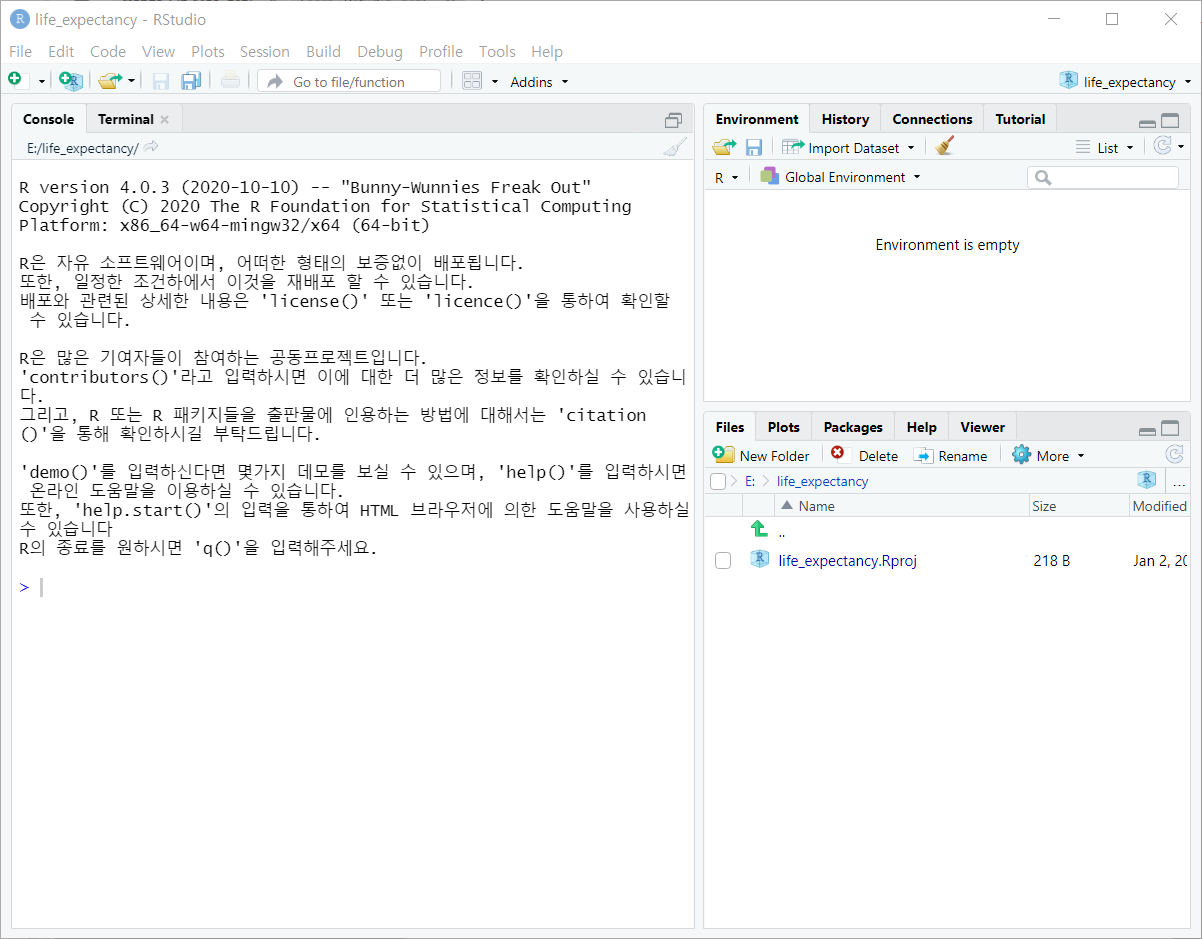 life_expectancy - RStudio
File Edit Code View Plots Session Build Debug Profile Tools Help
Go to file/function Addins life_expectancy
Console Terminal
E:/life_expectancy/
R version 4.0.3 (2020-10-10) -- "Bunny-Wunnies Freak Out"
Copyright (C) 2020 The R Foundation for Statistical Computing
Platform: x86_64-w64-mingw32/x64 (64-bit)
R은 자유 소프트웨어이며, 어떠한 형태의 보증없이 배포됩니다.
또한, 일정한 조건하에서 이것을 재배포 할 수 있습니다.
배포와 관련된 상세한 내용은 'license()' 또는 'licence()'을 통하여 확인할
수 있습니다.
R은 많은 기여자들이 참여하는 공동프로젝트입니다.
'contributors()'라고 입력하시면 이에 대한 더 많은 정보를 확인하실 수 있습니
다.
그리고, R 또는 R 패키지들을 출판물에 인용하는 방법에 대해서는 'citation
()'을 통해 확인하시길 부탁드립니다.
'demo()'를 입력하신다면 몇가지 데모를 보실 수 있으며, 'help()'를 입력하시면
온라인 도움말을 이용하실 수 있습니다.
또한, 'help.start()'의 입력을 통하여 HTML 브라우저에 의한 도움말을 사용하실
수 있습니다
R의 종료를 원하시면 'q()'을 입력해주세요.
>
Environment History Connections Tutorial
Import Dataset List
R Global Environment
Environment is empty
Files Plots Packages Help Viewer
New Folder Delete Rename More
E: life_expectancy ...
Name Size Modified
..
life_expectancy.Rproj 218 B Jan 2, 20